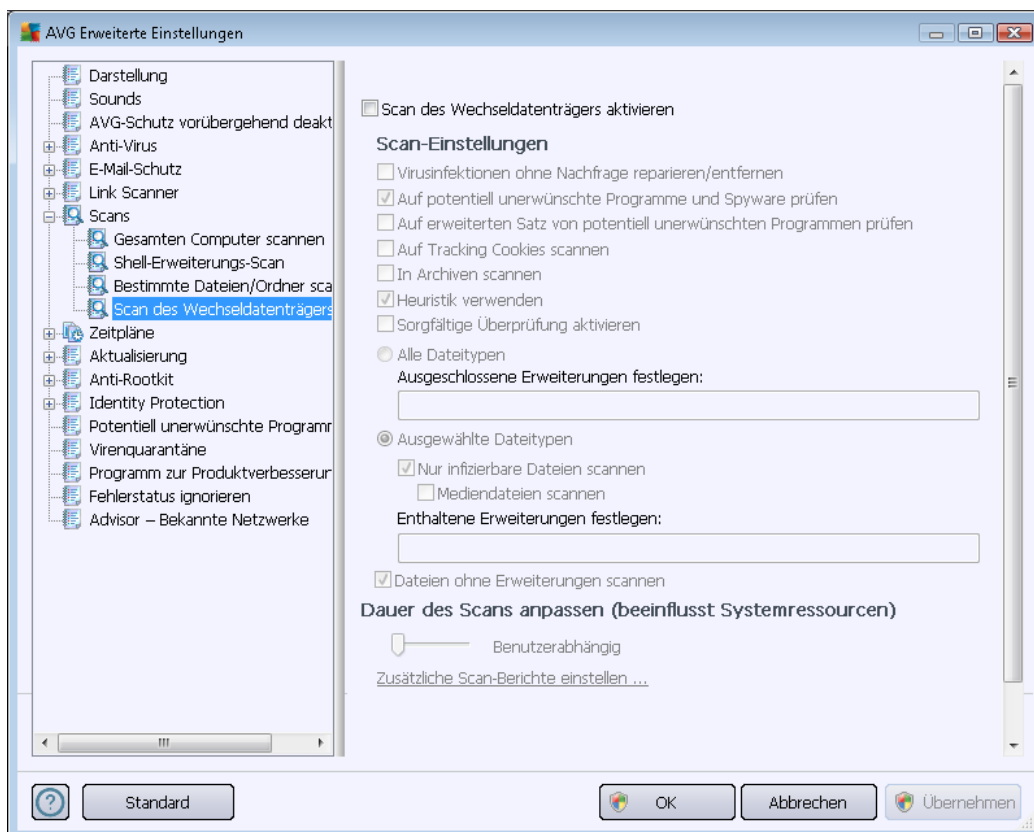 AVG Erweiterte Einstellungen
Darstellung
Sounds
AVG-Schutz vorübergehend deakt
Anti-Virus
E-Mail-Schutz
Link Scanner
Scans
Gesamten Computer scannen
Shell-Erweiterungs-Scan
Bestimmte Dateien/Ordner sca
Scan des Wechseldatenträgers
Zeitpläne
Aktualisierung
Anti-Rootkit
Identity Protection
Potentiell unerwünschte Programm
Virenquarantäne
Programm zur Produktverbesserun
Fehlerstatus ignorieren
Advisor – Bekannte Netzwerke
Scan des Wechseldatenträgers aktivieren
Scan-Einstellungen
Virusinfektionen ohne Nachfrage reparieren/entfernen
Auf potentiell unerwünschte Programme und Spyware prüfen
Auf erweiterten Satz von potentiell unerwünschten Programmen prüfen
Auf Tracking Cookies scannen
In Archiven scannen
Heuristik verwenden
Sorgfältige Überprüfung aktivieren
Alle Dateitypen
Ausgeschlossene Erweiterungen festlegen:
Ausgewählte Dateitypen
Nur infizierbare Dateien scannen
Mediendateien scannen
Enthaltene Erweiterungen festlegen:
Dateien ohne Erweiterungen scannen
Dauer des Scans anpassen (beeinflusst Systemressourcen)
Benutzerabhängig
Zusätzliche Scan-Berichte einstellen ...
Standard
OK
Abbrechen
Übernehmen